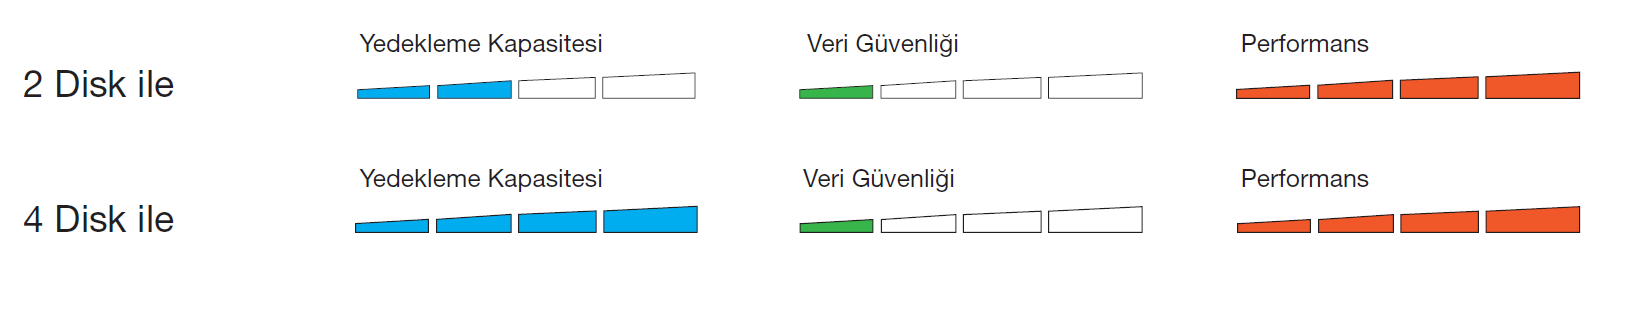 Yedekleme Kapasitesi Veri Güvenliği Performans
2 Disk ile
Yedekleme Kapasitesi Veri Güvenliği Performans
4 Disk ile